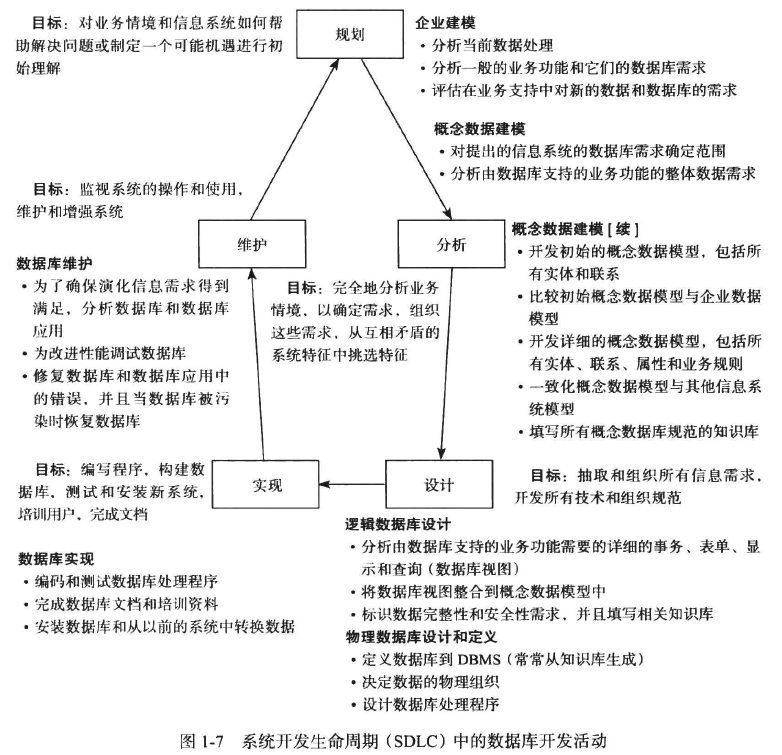 目标：对业务情境和信息系统如何帮
助解决问题或制定一个可能机遇进行初
始理解
规划
企业建模
• 分析当前数据处理
• 分析一般的业务功能和它们的数据库需求
• 评估在业务支持中对新的数据和数据库的需求
概念数据建模
• 对提出的信息系统的数据库需求确定范围
• 分析由数据库支持的业务功能的整体数据需求
目标：监视系统的操作和使用，
维护和增强系统
维护
分析
概念数据建模 [ 续 ]
• 开发初始的概念数据模型，包括所
有实体和联系
• 比较初始概念数据模型与企业数据
模型
• 开发详细的概念数据模型，包括所
有实体、联系、属性和业务规则
• 一致化概念数据模型与其他信息系
统模型
• 填写所有概念数据库规范的知识库
数据库维护
• 为了确保演化信息需求得到
满足，分析数据库和数据库
应用
• 为改进性能调试数据库
• 修复数据库和数据库应用中
的错误，并且当数据库被污
染时恢复数据库
目标：完全地分析业务
情境，以确定需求，组织
这些需求，从互相矛盾的
系统特征中挑选特征
目标：编写程序，构建数
据库，测试和安装新系统，
培训用户，完成文档
实现
设计
目标：抽取和组织所有信息需求，
开发所有技术和组织规范
数据库实现
• 编码和测试数据库处理程序
• 完成数据库文档和培训资料
• 安装数据库和从以前的系统中转换数据
逻辑数据库设计
• 分析由数据库支持的业务功能需要的详细的事务、表单、显
示和查询（数据库视图）
• 将数据库视图整合到概念数据模型中
• 标识数据完整性和安全性需求，并且填写相关知识库
物理数据库设计和定义
• 定义数据库到 DBMS（常常从知识库生成）
• 决定数据的物理组织
• 设计数据库处理程序
图 1-7 系统开发生命周期（SDLC）中的数据库开发活动